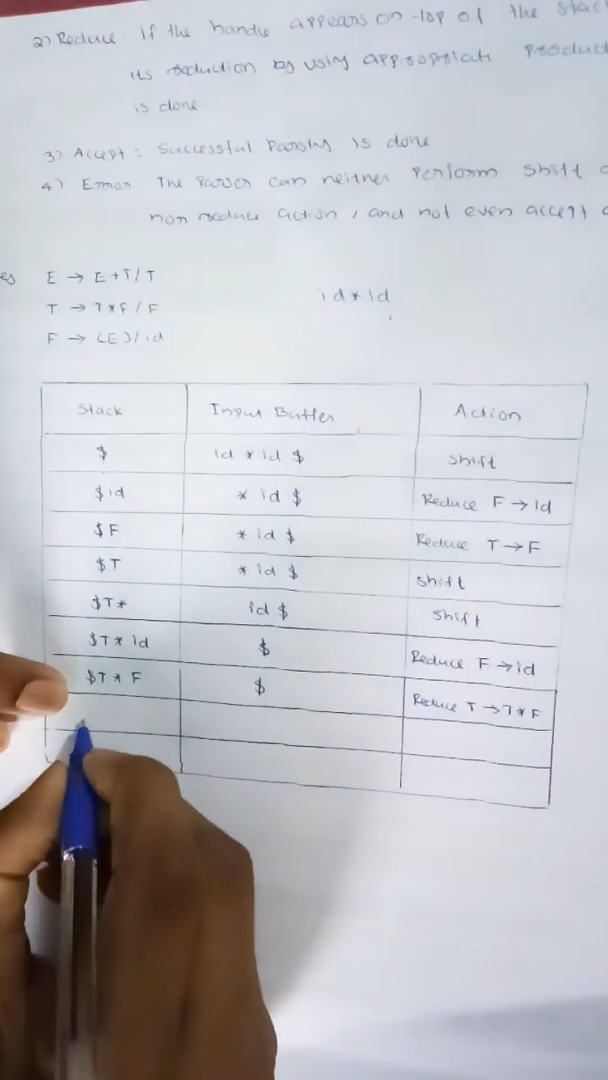 2) Reduce If the handle appears on top of the stac
its reduction by using appropriate product
is done
3) Accept : Successful Parsing is done
4) Error The Parser can neither Perform Shift
nor reduce action , and not even accept
es E → E+T/T
T → T*F/F
F → (E)/id
id*id
Stack Input Buffer Action
$ id * id $ Shift
$id * id $ Reduce F → id
$F * id $ Reduce T → F
$T * id $ Shift
$T* id $ Shift
$T* id $ Reduce F → id
$T* F $ Reduce T → T*F